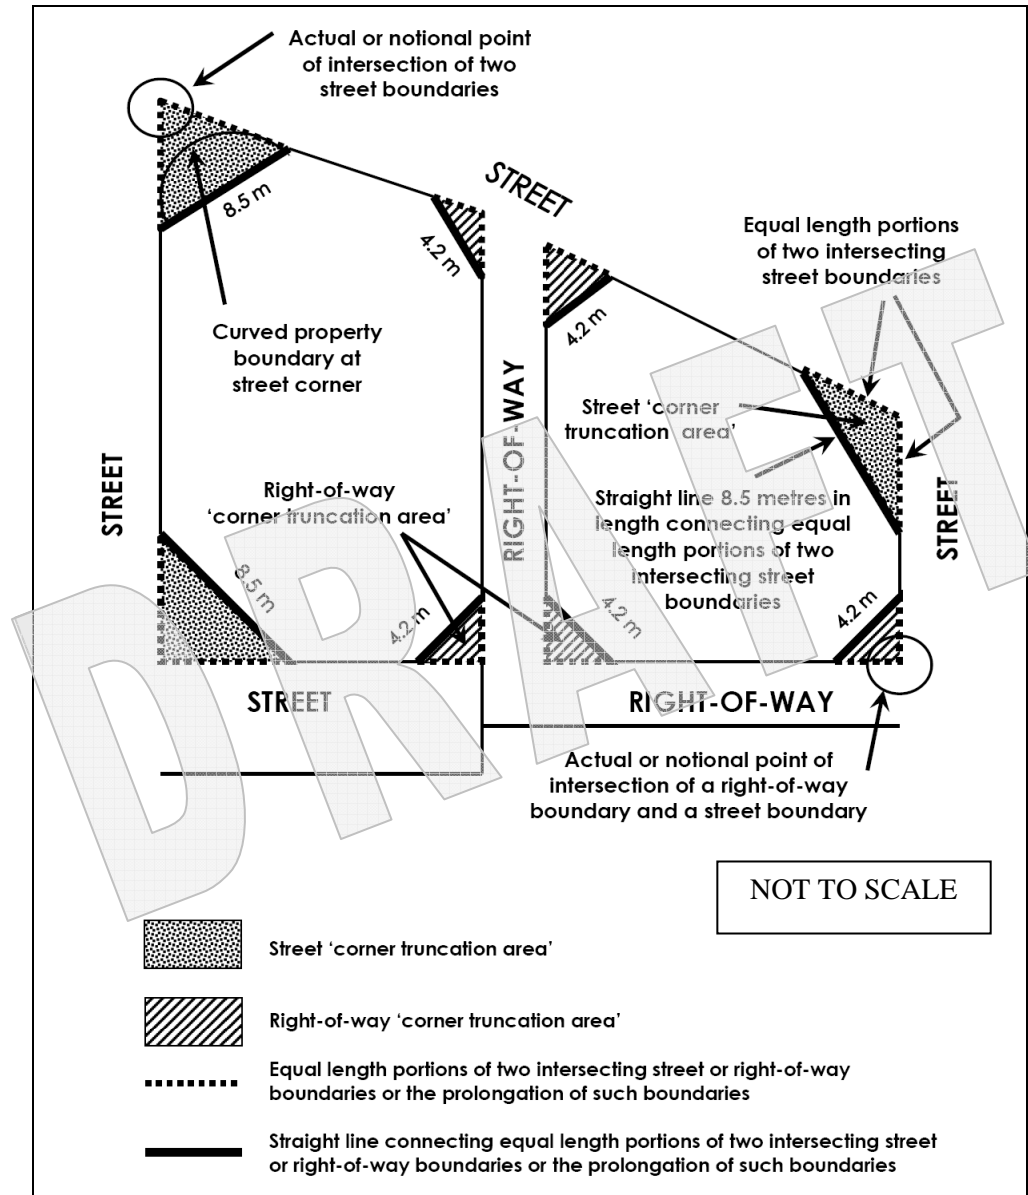 Actual or notional point
of intersection of two
street boundaries
8.5 m
STREET
4.2 m
Equal length portions
of two intersecting
street boundaries
4.2 m
Curved property
boundary at
street corner
RIGHT-OF-WAY
Street ‘corner
truncation area’
STREET
Right-of-way
‘corner truncation area’
Straight line 8.5 metres in
length connecting equal
length portions of two
intersecting street
boundaries
STREET
8.5 m
4.2 m
4.2 m
4.2 m
STREET
RIGHT-OF-WAY
Actual or notional point of
intersection of a right-of-way
boundary and a street boundary
DRAFT
NOT TO SCALE
Street ‘corner truncation area’
Right-of-way ‘corner truncation area’
Equal length portions of two intersecting street or right-of-way
boundaries or the prolongation of such boundaries
Straight line connecting equal length portions of two intersecting street
or right-of-way boundaries or the prolongation of such boundaries